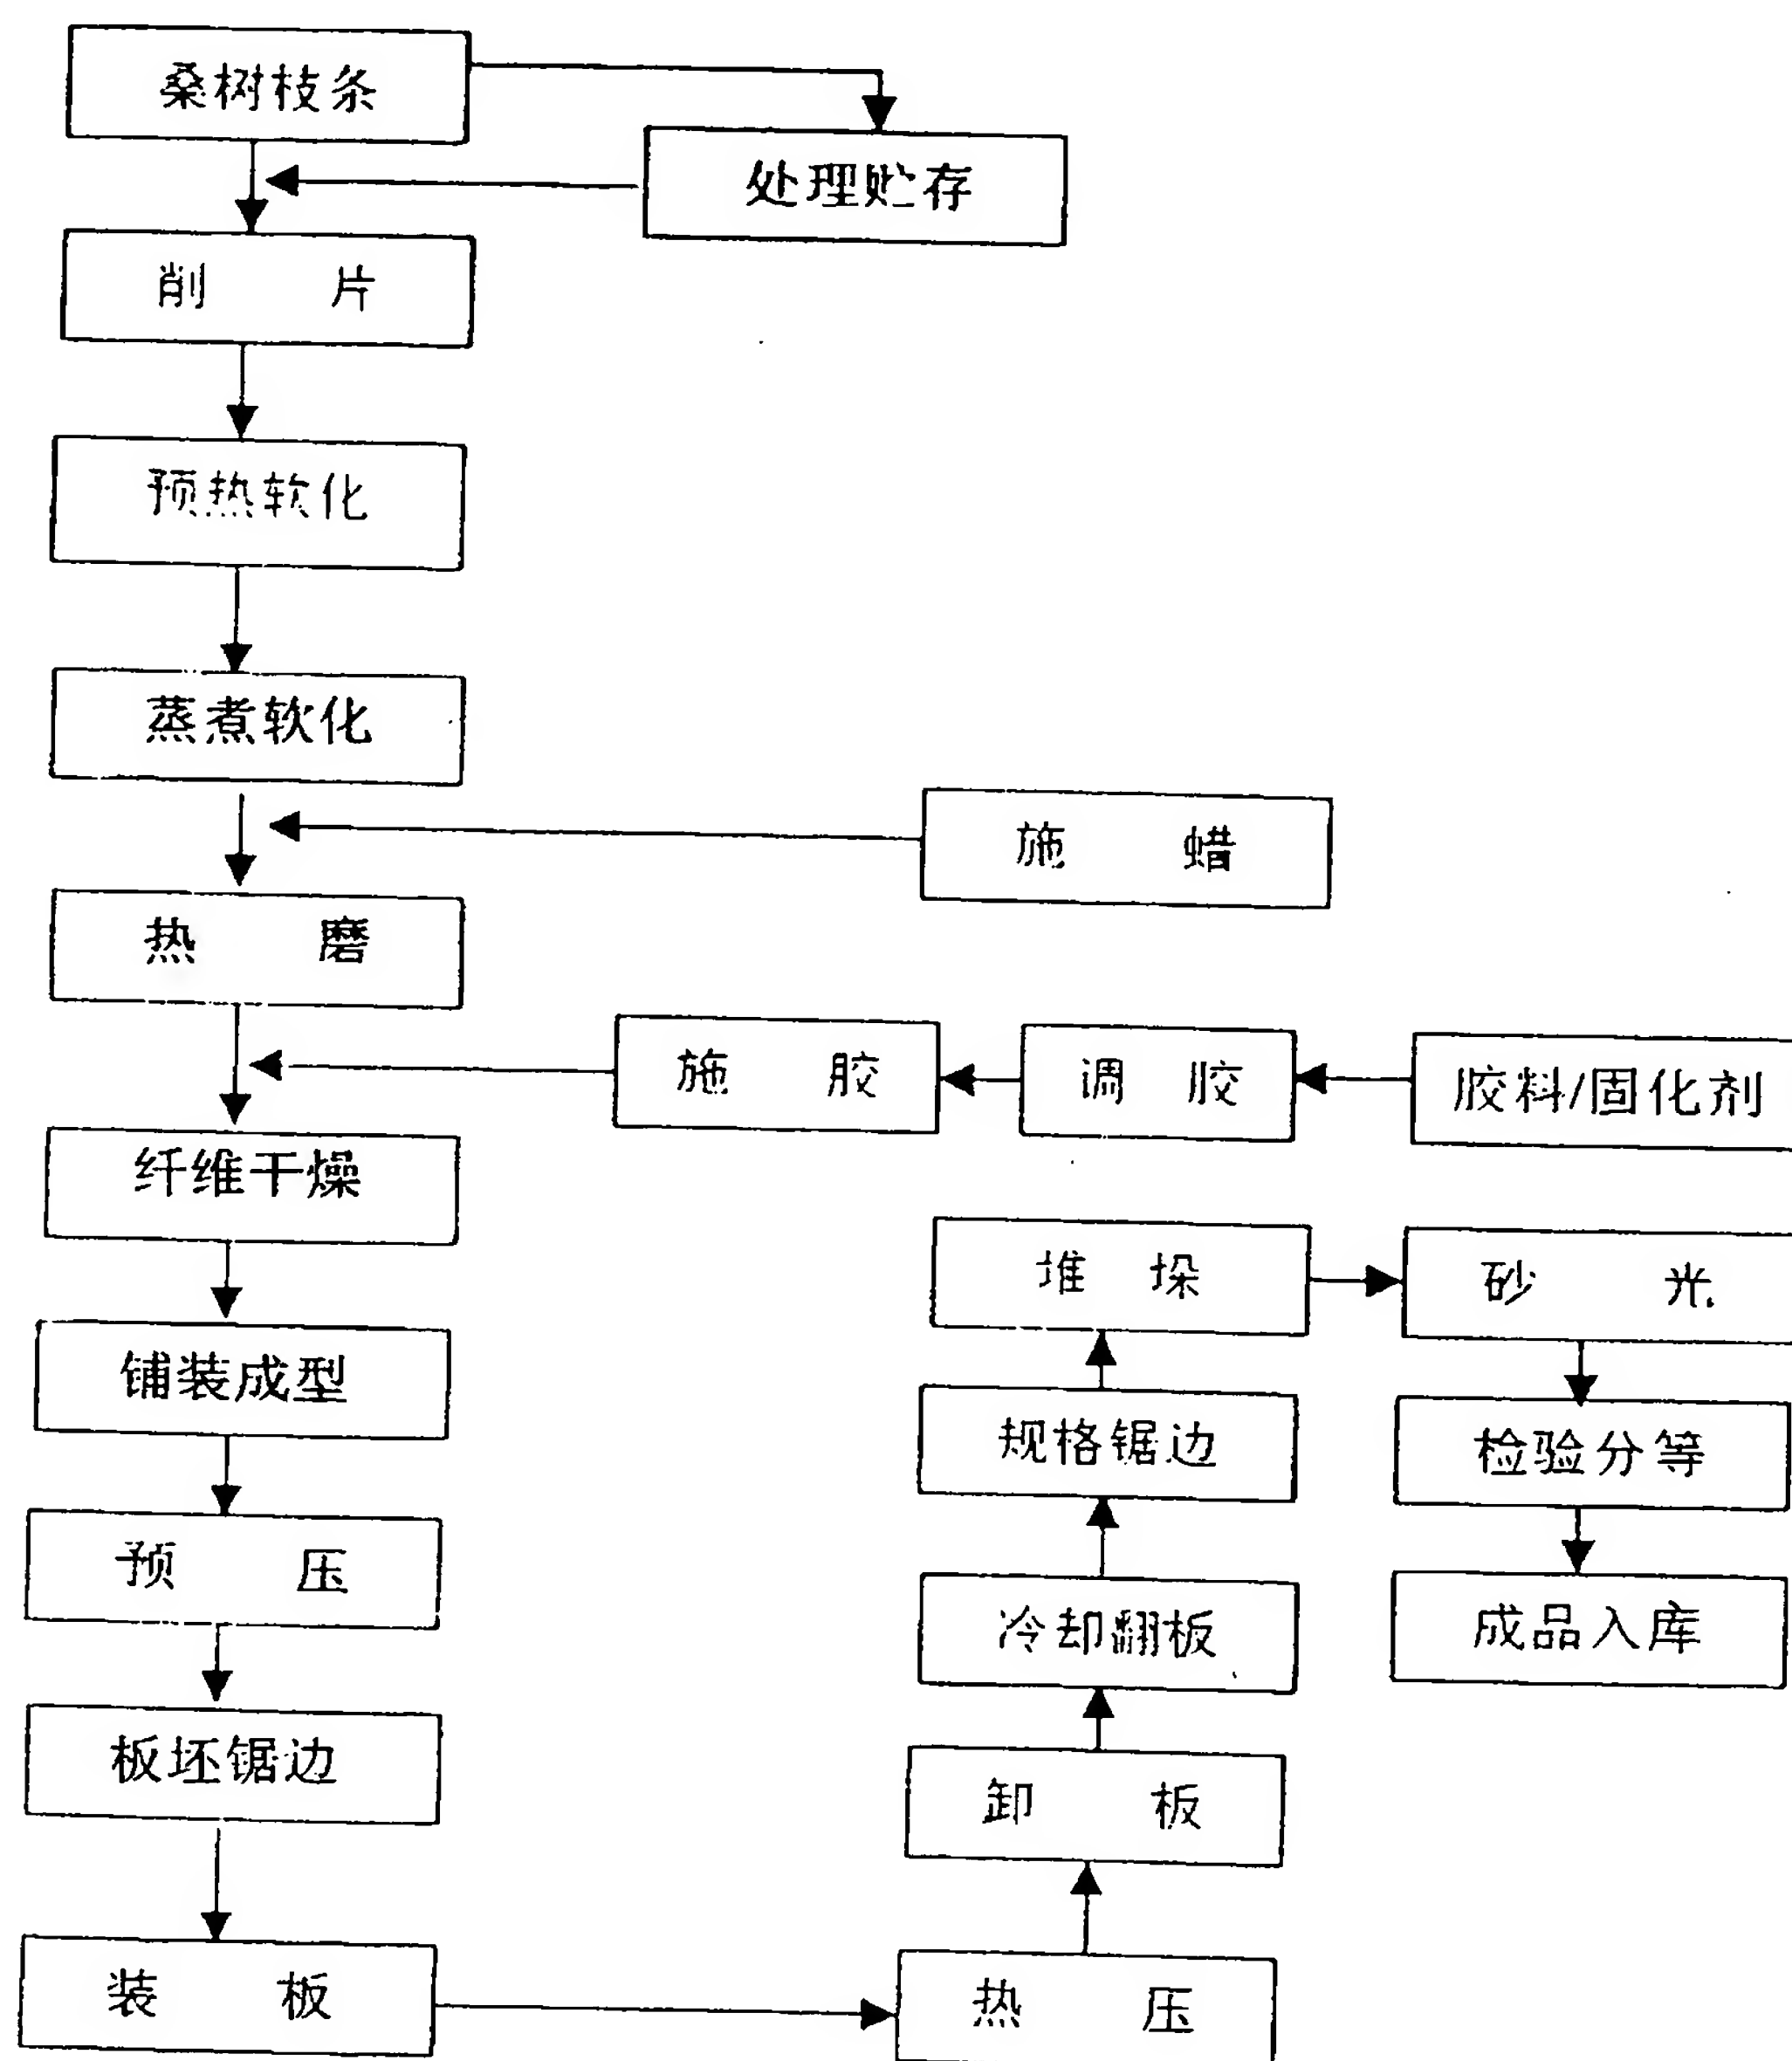 桑树枝条
处理贮存
削 片
预热软化
蒸煮软化
施 蜡
热 磨
施 胶
调 胶
胶料/固化剂
纤维干燥
铺装成型
预 压
板坯锯边
装 板
热 压
卸 板
冷却翻板
规格锯边
堆 垛
砂 光
检验分等
成品入库